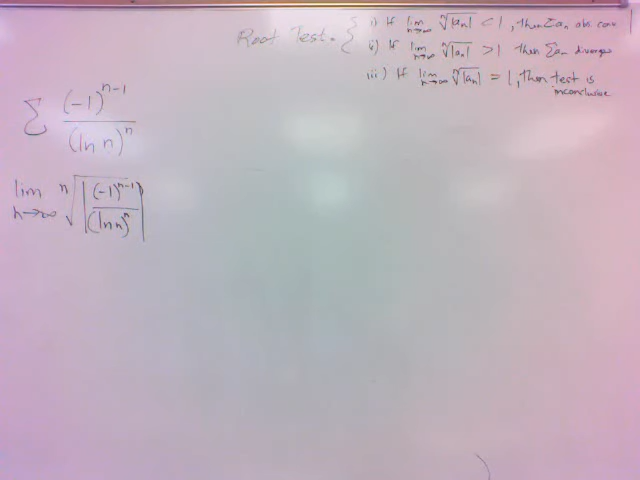 Root Test. { i) If lim n→∞ ⁿ√|aₙ| < 1, then Σaₙ abs. conv
ii) If lim n→∞ ⁿ√|aₙ| > 1 then Σaₙ diverges
iii) If lim n→∞ ⁿ√|aₙ| = 1, then test is
inconclusive
Σ (-1)^(n-1) / (ln n)^n
lim n→∞ ⁿ√|(-1)^(n-1) / (ln n)^n|